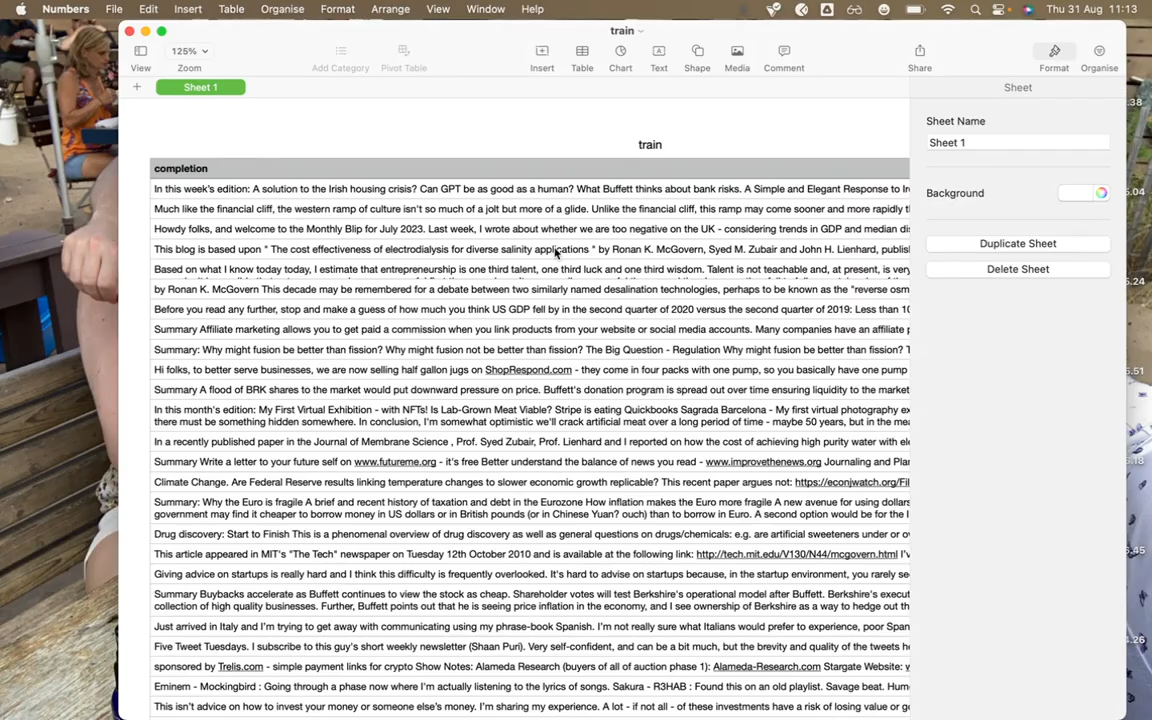 Numbers File Edit Insert Table Organise Format Arrange View Window Help Thu 31 Aug 11:13
train
125%
View Zoom Add Category Pivot Table Insert Table Chart Text Shape Media Comment Share Format Organise
Sheet 1
Sheet
Sheet Name
Sheet 1
Background
Duplicate Sheet
Delete Sheet
train
completion
In this week's edition: A solution to the Irish housing crisis? Can GPT be as good as a human? What Buffett thinks about bank risks. A Simple and Elegant Response to Ir
Much like the financial cliff, the western ramp of culture isn't so much of a jolt but more of a glide. Unlike the financial cliff, this ramp may come sooner and more rapidly t
Howdy folks, and welcome to the Monthly Blip for July 2023. Last week, I wrote about whether we are too negative on the UK - considering trends in GDP and median dis
This blog is based upon " The cost effectiveness of electrodialysis for diverse salinity applications " by Ronan K. McGovern, Syed M. Zubair and John H. Lienhard, publis
Based on what I know today today, I estimate that entrepreneurship is one third talent, one third luck and one third wisdom. Talent is not teachable and, at present, is very
by Ronan K. McGovern This decade may be remembered for a debate between two similarly named desalination technologies, perhaps to be known as the "reverse osm
Before you read any further, stop and make a guess of how much you think US GDP fell by in the second quarter of 2020 versus the second quarter of 2019: Less than 10
Summary Affiliate marketing allows you to get paid a commission when you link products from your website or social media accounts. Many companies have an affiliate p
Summary: Why might fusion be better than fission? Why might fusion not be better than fission? The Big Question - Regulation Why might fusion be better than fission? T
Hi folks, to better serve businesses, we are now selling half gallon jugs on ShopRespond.com - they come in four packs with one pump, so you basically have one pump
Summary A flood of BRK shares to the market would put downward pressure on price. Buffett's donation program is spread out over time ensuring liquidity to the market
In this month's edition: My First Virtual Exhibition - with NFTs! Is Lab-Grown Meat Viable? Stripe is eating Quickbooks Sagrada Barcelona - My first virtual photography ex
there must be something hidden somewhere. In conclusion, I'm somewhat optimistic we'll crack artificial meat over a long period of time - maybe 50 years, but in the mea
In a recently published paper in the Journal of Membrane Science , Prof. Syed Zubair, Prof. Lienhard and I reported on how the cost of achieving high purity water with ele
Summary Write a letter to your future self on www.futureme.org - it's free Better understand the balance of news you read - www.improvethenews.org Journaling and Plan
Climate Change. Are Federal Reserve results linking temperature changes to slower economic growth replicable? This recent paper argues not: https://econjwatch.org/Fil
Summary: Why the Euro is fragile A brief and recent history of taxation and debt in the Eurozone How inflation makes the Euro more fragile A new avenue for using dollars
government may find it cheaper to borrow money in US dollars or in British pounds (or in Chinese Yuan? ouch) than to borrow in Euro. A second option would be for the I
Drug discovery: Start to Finish This is a phenomenal overview of drug discovery as well as general questions on drugs/chemicals: e.g. are artificial sweeteners under or ov
This article appeared in MIT's "The Tech" newspaper on Tuesday 12th October 2010 and is available at the following link: http://tech.mit.edu/V130/N44/mcgovern.html I'v
Giving advice on startups is really hard and I think this difficulty is frequently overlooked. It's hard to advise on startups because, in the startup environment, you rarely se
Summary Buybacks accelerate as Buffett continues to view the stock as cheap. Shareholder votes will test Berkshire's operational model after Buffett. Berkshire's execut
collection of high quality businesses. Further, Buffett points out that he is seeing price inflation in the economy, and I see ownership of Berkshire as a way to hedge out th
Just arrived in Italy and I'm trying to get away with communicating using my phrase-book Spanish. I'm not really sure what Italians would prefer to experience, poor Span
Five Tweet Tuesdays. I subscribe to this guy's short weekly newsletter (Shaan Puri). Very self-confident, and can be a bit much, but the brevity and quality of the tweets h
sponsored by Trelis.com - simple payment links for crypto Show Notes: Alameda Research (buyers of all of auction phase 1): Alameda-Research.com Stargate Website: w
Eminem - Mockingbird : Going through a phase now where I'm actually listening to the lyrics of songs. Sakura - R3HAB : Found this on an old playlist. Savage beat. Hum
This isn't advice on how to invest your money or someone else's money. I'm sharing my experience. A lot - if not all - of these investments have a risk of losing value or g